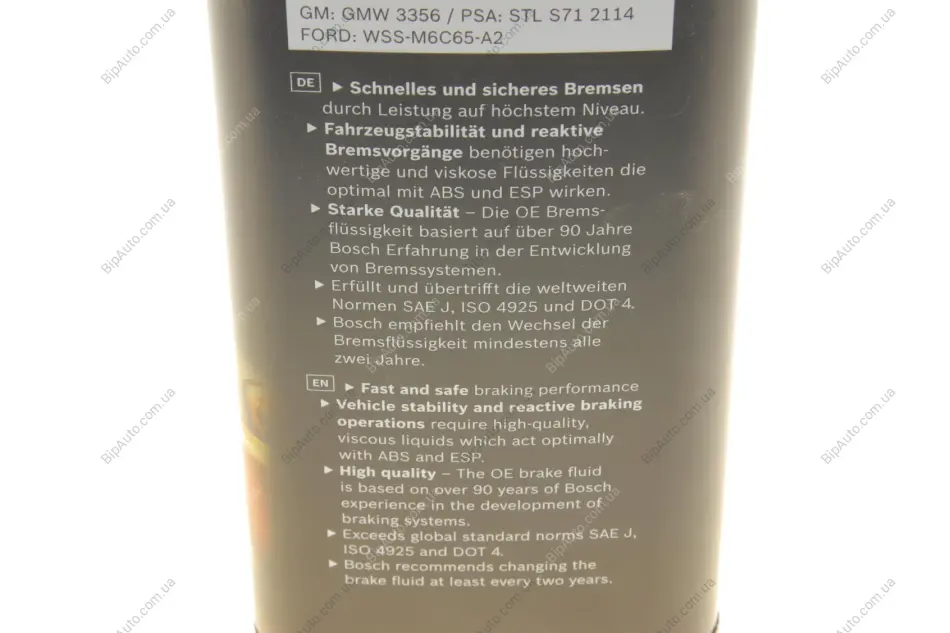 GM: GMW 3356 / PSA: STL S71 2114
FORD: WSS-M6C65-A2
DE ► Schnelles und sicheres Bremsen
durch Leistung auf höchstem Niveau.
► Fahrzeugstabilität und reaktive
Bremsvorgänge benötigen hoch-
wertige und viskose Flüssigkeiten die
optimal mit ABS und ESP wirken.
► Starke Qualität – Die OE Brems-
flüssigkeit basiert auf über 90 Jahre
Bosch Erfahrung in der Entwicklung
von Bremssystemen.
► Erfüllt und übertrifft die weltweiten
Normen SAE J, ISO 4925 und DOT 4.
► Bosch empfiehlt den Wechsel der
Bremsflüssigkeit mindestens alle
zwei Jahre.
EN ► Fast and safe braking performance
► Vehicle stability and reactive braking
operations require high-quality,
viscous liquids which act optimally
with ABS and ESP.
► High quality – The OE brake fluid
is based on over 90 years of Bosch
experience in the development of
braking systems.
► Exceeds global standard norms SAE J,
ISO 4925 and DOT 4.
► Bosch recommends changing the
brake fluid at least every two years.
BipAuto.com.ua